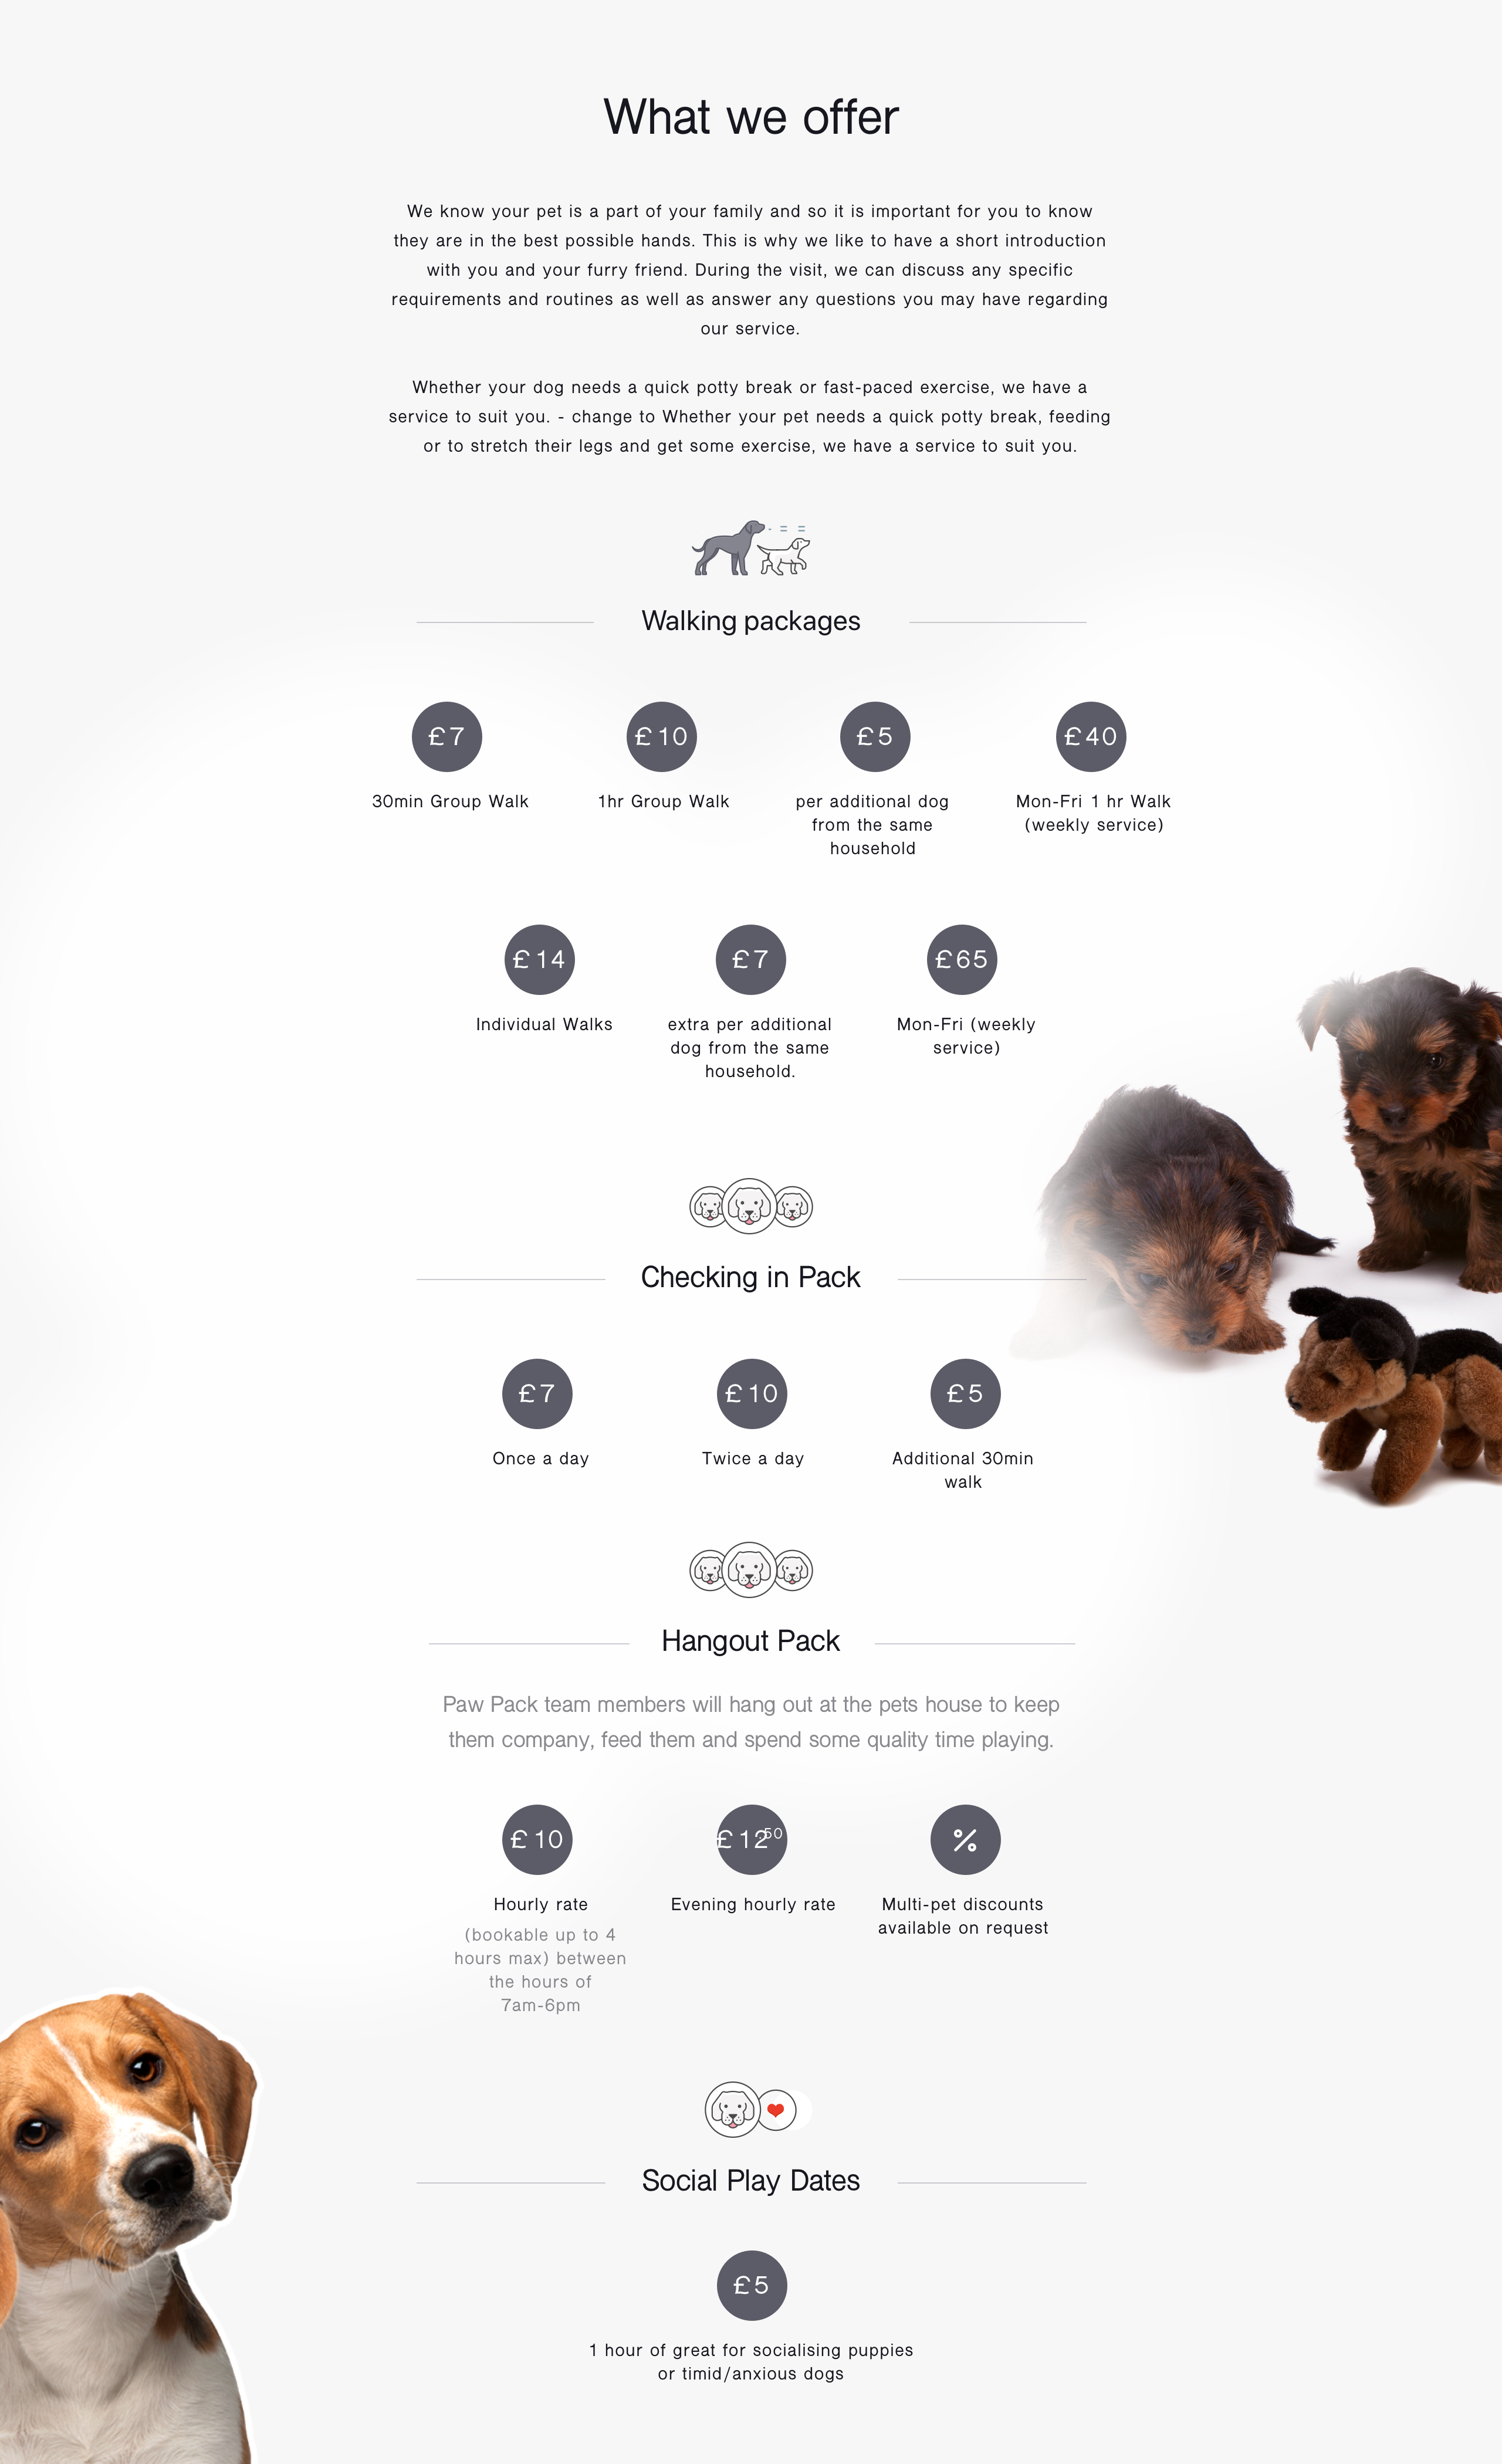 What we offer
We know your pet is a part of your family and so it is important for you to know
they are in the best possible hands. This is why we like to have a short introduction
with you and your furry friend. During the visit, we can discuss any specific
requirements and routines as well as answer any questions you may have regarding
our service.
Whether your dog needs a quick potty break or fast-paced exercise, we have a
service to suit you. - change to Whether your pet needs a quick potty break, feeding
or to stretch their legs and get some exercise, we have a service to suit you.
Walking packages
£7
30min Group Walk
£10
1hr Group Walk
£5
per additional dog
from the same
household
£40
Mon-Fri 1 hr Walk
(weekly service)
£14
Individual Walks
£7
extra per additional
dog from the same
household.
£65
Mon-Fri (weekly
service)
Checking in Pack
£7
Once a day
£10
Twice a day
£5
Additional 30min
walk
Hangout Pack
Paw Pack team members will hang out at the pets house to keep
them company, feed them and spend some quality time playing.
£10
Hourly rate
(bookable up to 4
hours max) between
the hours of
7am-6pm
£12.50
Evening hourly rate
%
Multi-pet discounts
available on request
Social Play Dates
£5
1 hour of great for socialising puppies
or timid/anxious dogs